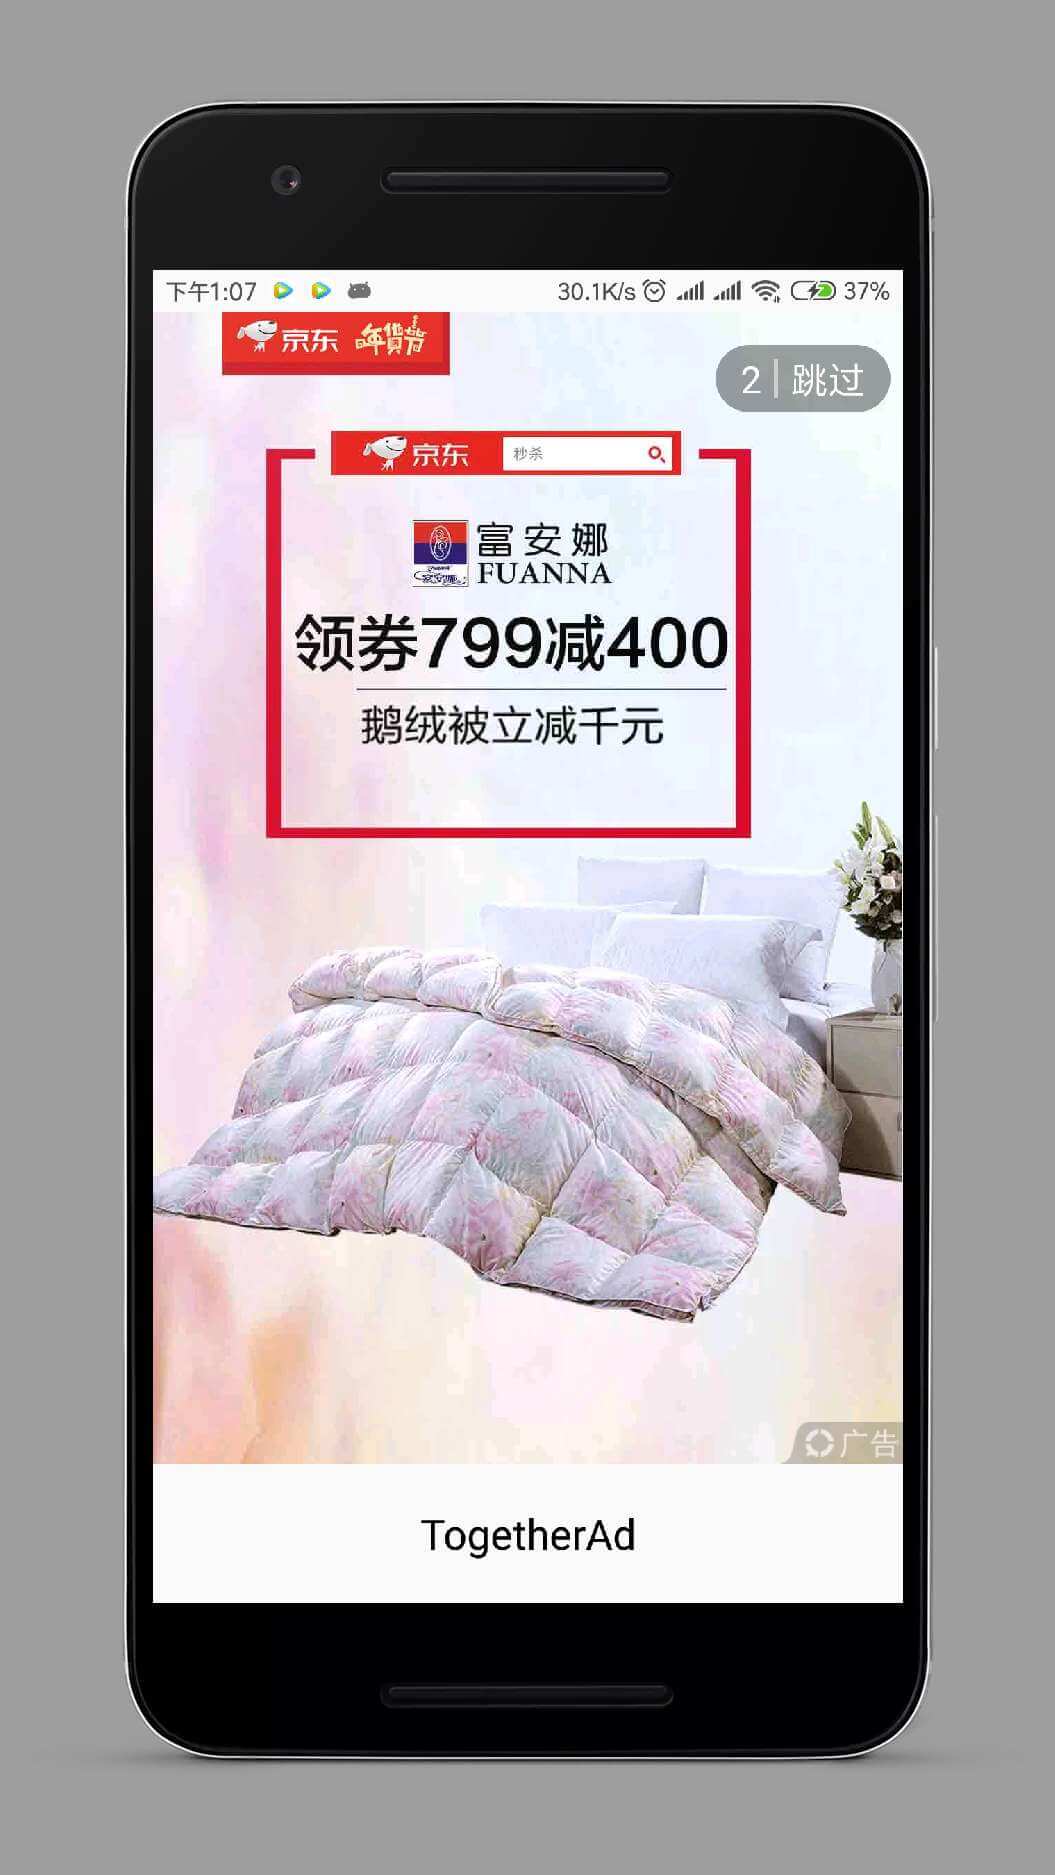 下午1:07 30.1K/s 37%
京东 年货节
2 | 跳过
京东 秒杀
富安娜
FUANNA
领券799减400
鹅绒被立减千元
广告
TogetherAd